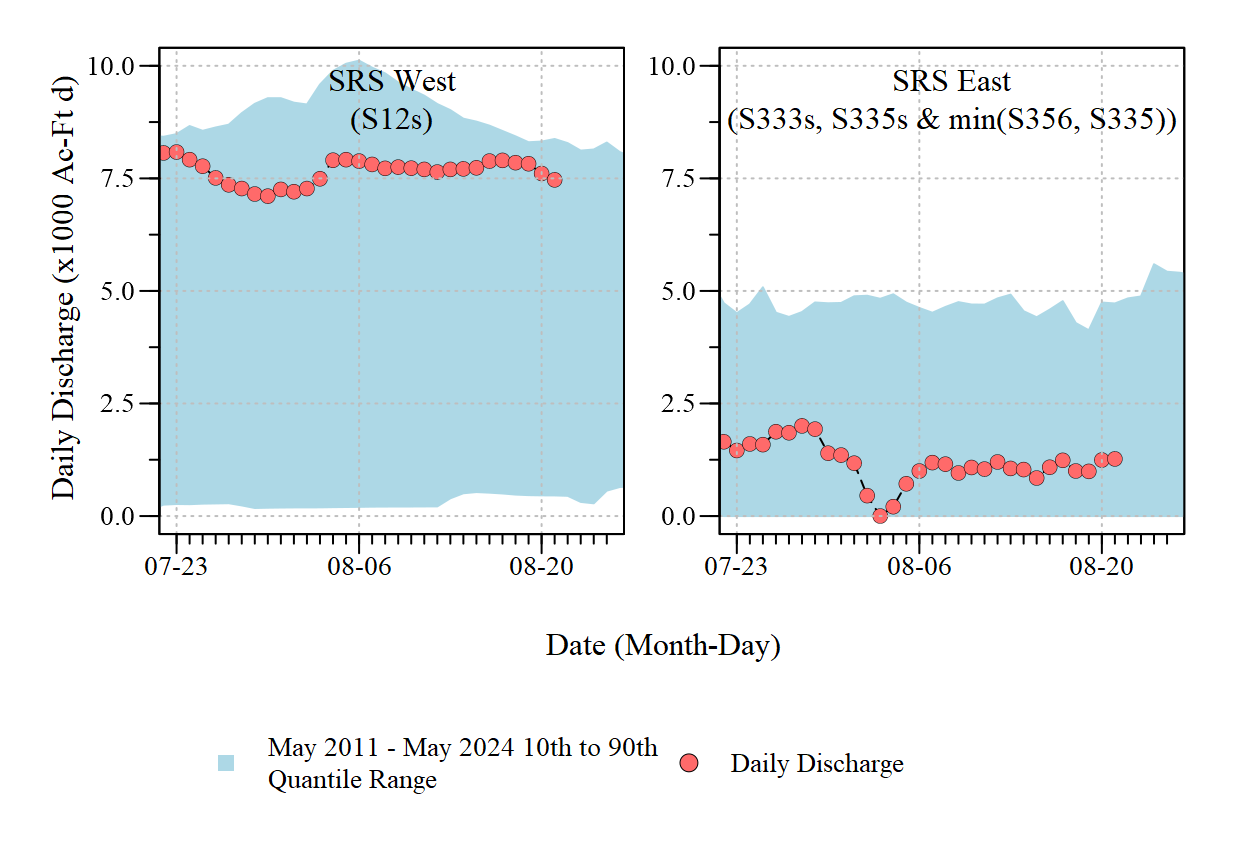 SRS West
(S12s)
SRS East
(S333s, S335s & min(S356, S335))
Daily Discharge (x1000 Ac-Ft d)
10.0
7.5
5.0
2.5
0.0
10.0
7.5
5.0
2.5
0.0
07-23
08-06
08-20
07-23
08-06
08-20
Date (Month-Day)
May 2011 - May 2024 10th to 90th
Quantile Range
Daily Discharge